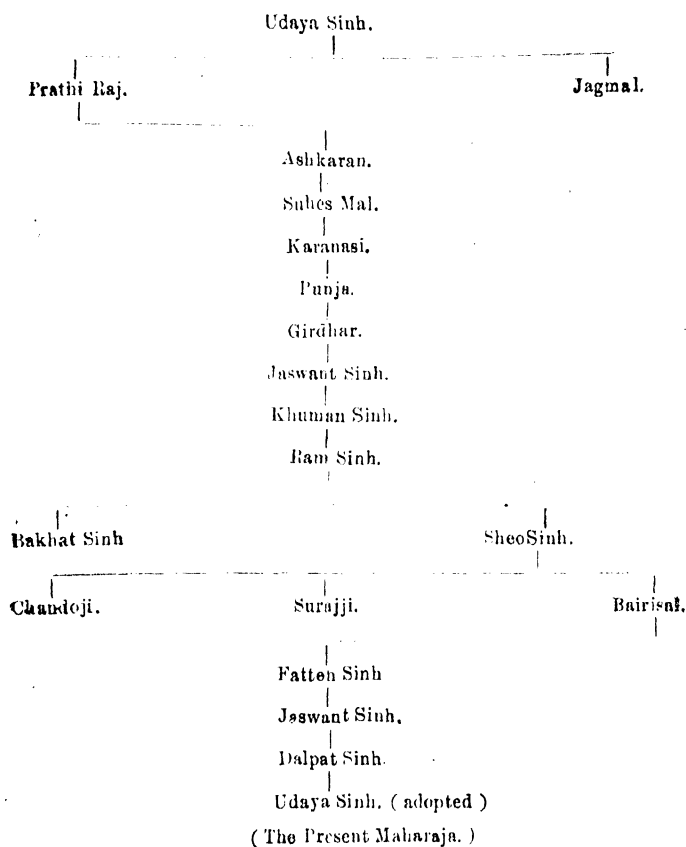 Udaya Sinh.
Prathi Raj. Jagmal.
Ashkaran.
Suhes Mal.
Karanasi.
Punja.
Girdhar.
Jaswant Sinh.
Khuman Sinh.
Ram Sinh.
Bakhat Sinh SheoSinh.
Chandoji. Surajji. Bairisal.
Fatteh Sinh
Jaswant Sinh.
Dalpat Sinh.
Udaya Sinh. ( adopted )
( The Present Maharaja. )